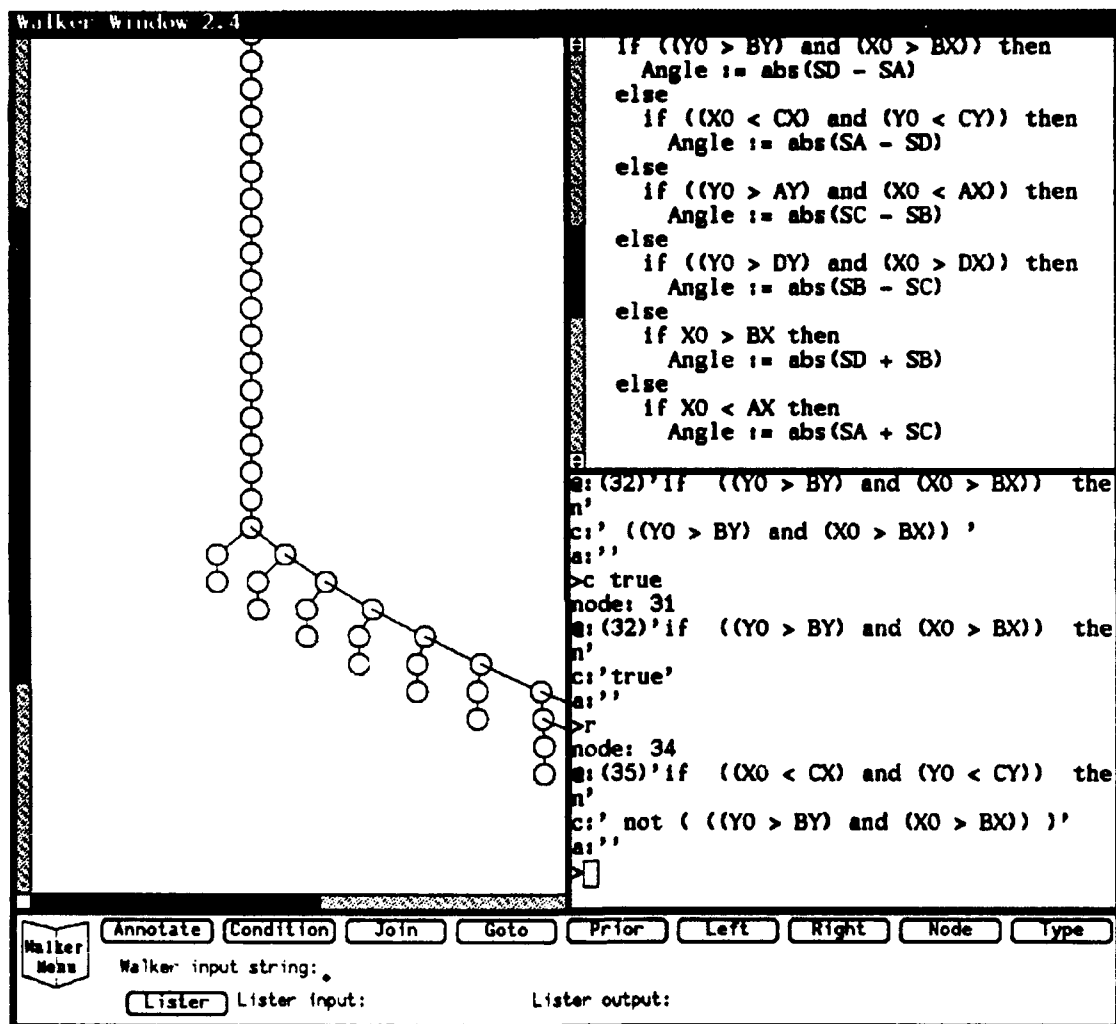 Walker Window 2.4
if ((Y0 > BY) and (X0 > BX)) then
Angle := abs(SD - SA)
else
if ((X0 < CX) and (Y0 < CY)) then
Angle := abs(SA - SD)
else
if ((Y0 > AY) and (X0 < AX)) then
Angle := abs(SC - SB)
else
if ((Y0 > DY) and (X0 > DX)) then
Angle := abs(SB - SC)
else
if X0 > BX then
Angle := abs(SD + SB)
else
if X0 < AX then
Angle := abs(SA + SC)
(32)'if ((Y0 > BY) and (X0 > BX)) the
n'
c:' ((Y0 > BY) and (X0 > BX)) '
a:''
>c true
node: 31
(32)'if ((Y0 > BY) and (X0 > BX)) the
n'
c:'true'
a:''
>r
node: 34
(35)'if ((X0 < CX) and (Y0 < CY)) the
n'
c:' not ( ((Y0 > BY) and (X0 > BX)) )'
a:''
>
Walker Menu
Annotate Condition Join Goto Prior Left Right Node Type
Walker input string:
Lister Lister input: Lister output: